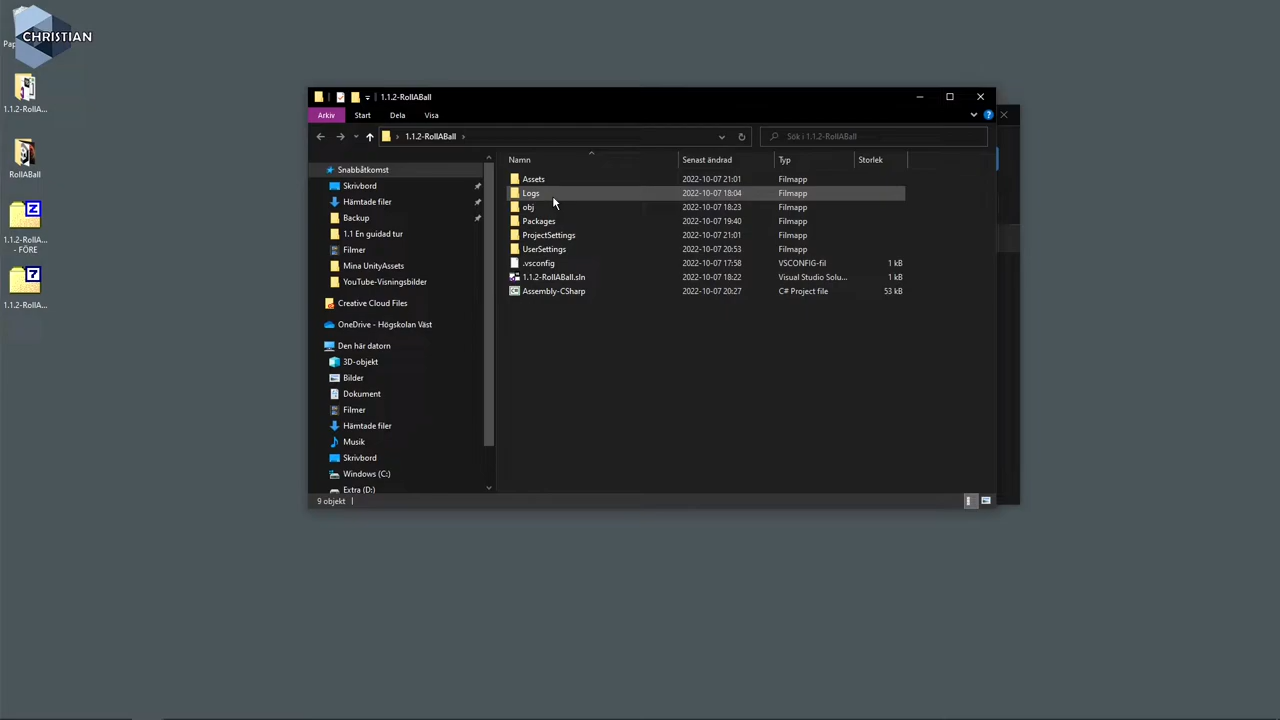 CHRISTIAN
Pap
1.1.2-RollA...
RollABall
1.1.2-RollA...
- FÖRE
1.1.2-RollA...
1.1.2-RollABall
Arkiv Start Dela Visa
1.1.2-RollABall
Sök i 1.1.2-RollABall
Snabbåtkomst
Skrivbord
Hämtade filer
Backup
1.1 En guidad tur
Filmer
Mina UnityAssets
YouTube-Visningsbilder
Creative Cloud Files
OneDrive - Högskolan Väst
Den här datorn
3D-objekt
Bilder
Dokument
Filmer
Hämtade filer
Musik
Skrivbord
Windows (C:)
Extra (D:)
Namn Senast ändrad Typ Storlek
Assets 2022-10-07 21:01 Filmapp
Logs 2022-10-07 18:04 Filmapp
obj 2022-10-07 18:23 Filmapp
Packages 2022-10-07 19:40 Filmapp
ProjectSettings 2022-10-07 21:01 Filmapp
UserSettings 2022-10-07 20:53 Filmapp
.vsconfig 2022-10-07 17:58 VSCONFIG-fil 1 kB
1.1.2-RollABall.sln 2022-10-07 18:22 Visual Studio Solu... 1 kB
Assembly-CSharp 2022-10-07 20:27 C# Project file 53 kB
9 objekt